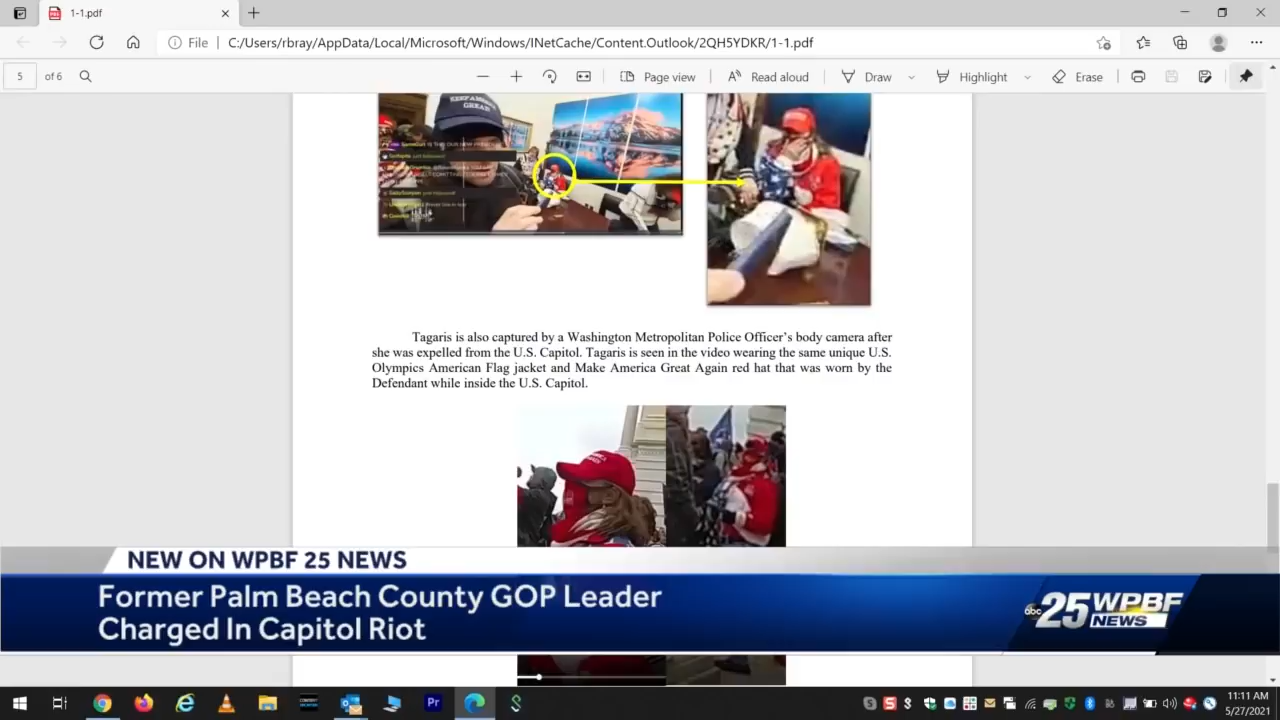 1-1.pdf
File
C:/Users/rbray/AppData/Local/Microsoft/Windows/INetCache/Content.Outlook/2QH5YDKR/1-1.pdf
5 of 6
Page view
Read aloud
Draw
Highlight
Erase
GREAT
Tagaris is also captured by a Washington Metropolitan Police Officer's body camera after
she was expelled from the U.S. Capitol. Tagaris is seen in the video wearing the same unique U.S.
Olympics American Flag jacket and Make America Great Again red hat that was worn by the
Defendant while inside the U.S. Capitol.
NEW ON WPBF 25 NEWS
Former Palm Beach County GOP Leader
Charged In Capitol Riot
abc 25 WPBF
NEWS
Pr
11:11 AM
5/27/2021